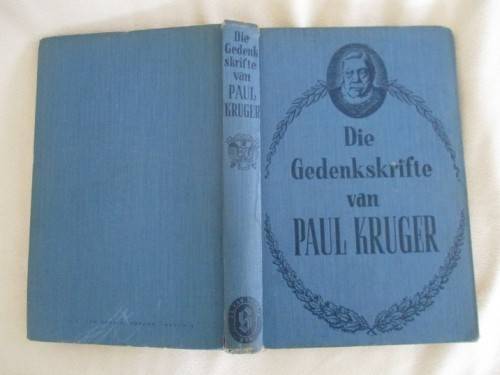 Die
Gedenk
skrifte
van
PAUL
KRUGER
Die
Gedenkskrifte
van
PAUL KRUGER